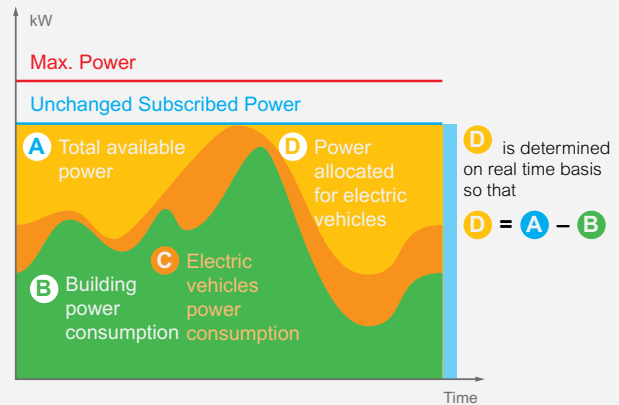 kW
Max. Power
Unchanged Subscribed Power
A Total available
power
D Power
allocated
for electric
vehicles
B Building
power
consumption
C Electric
vehicles
power
consumption
Time
D is determined
on real time basis
so that
D = A – B